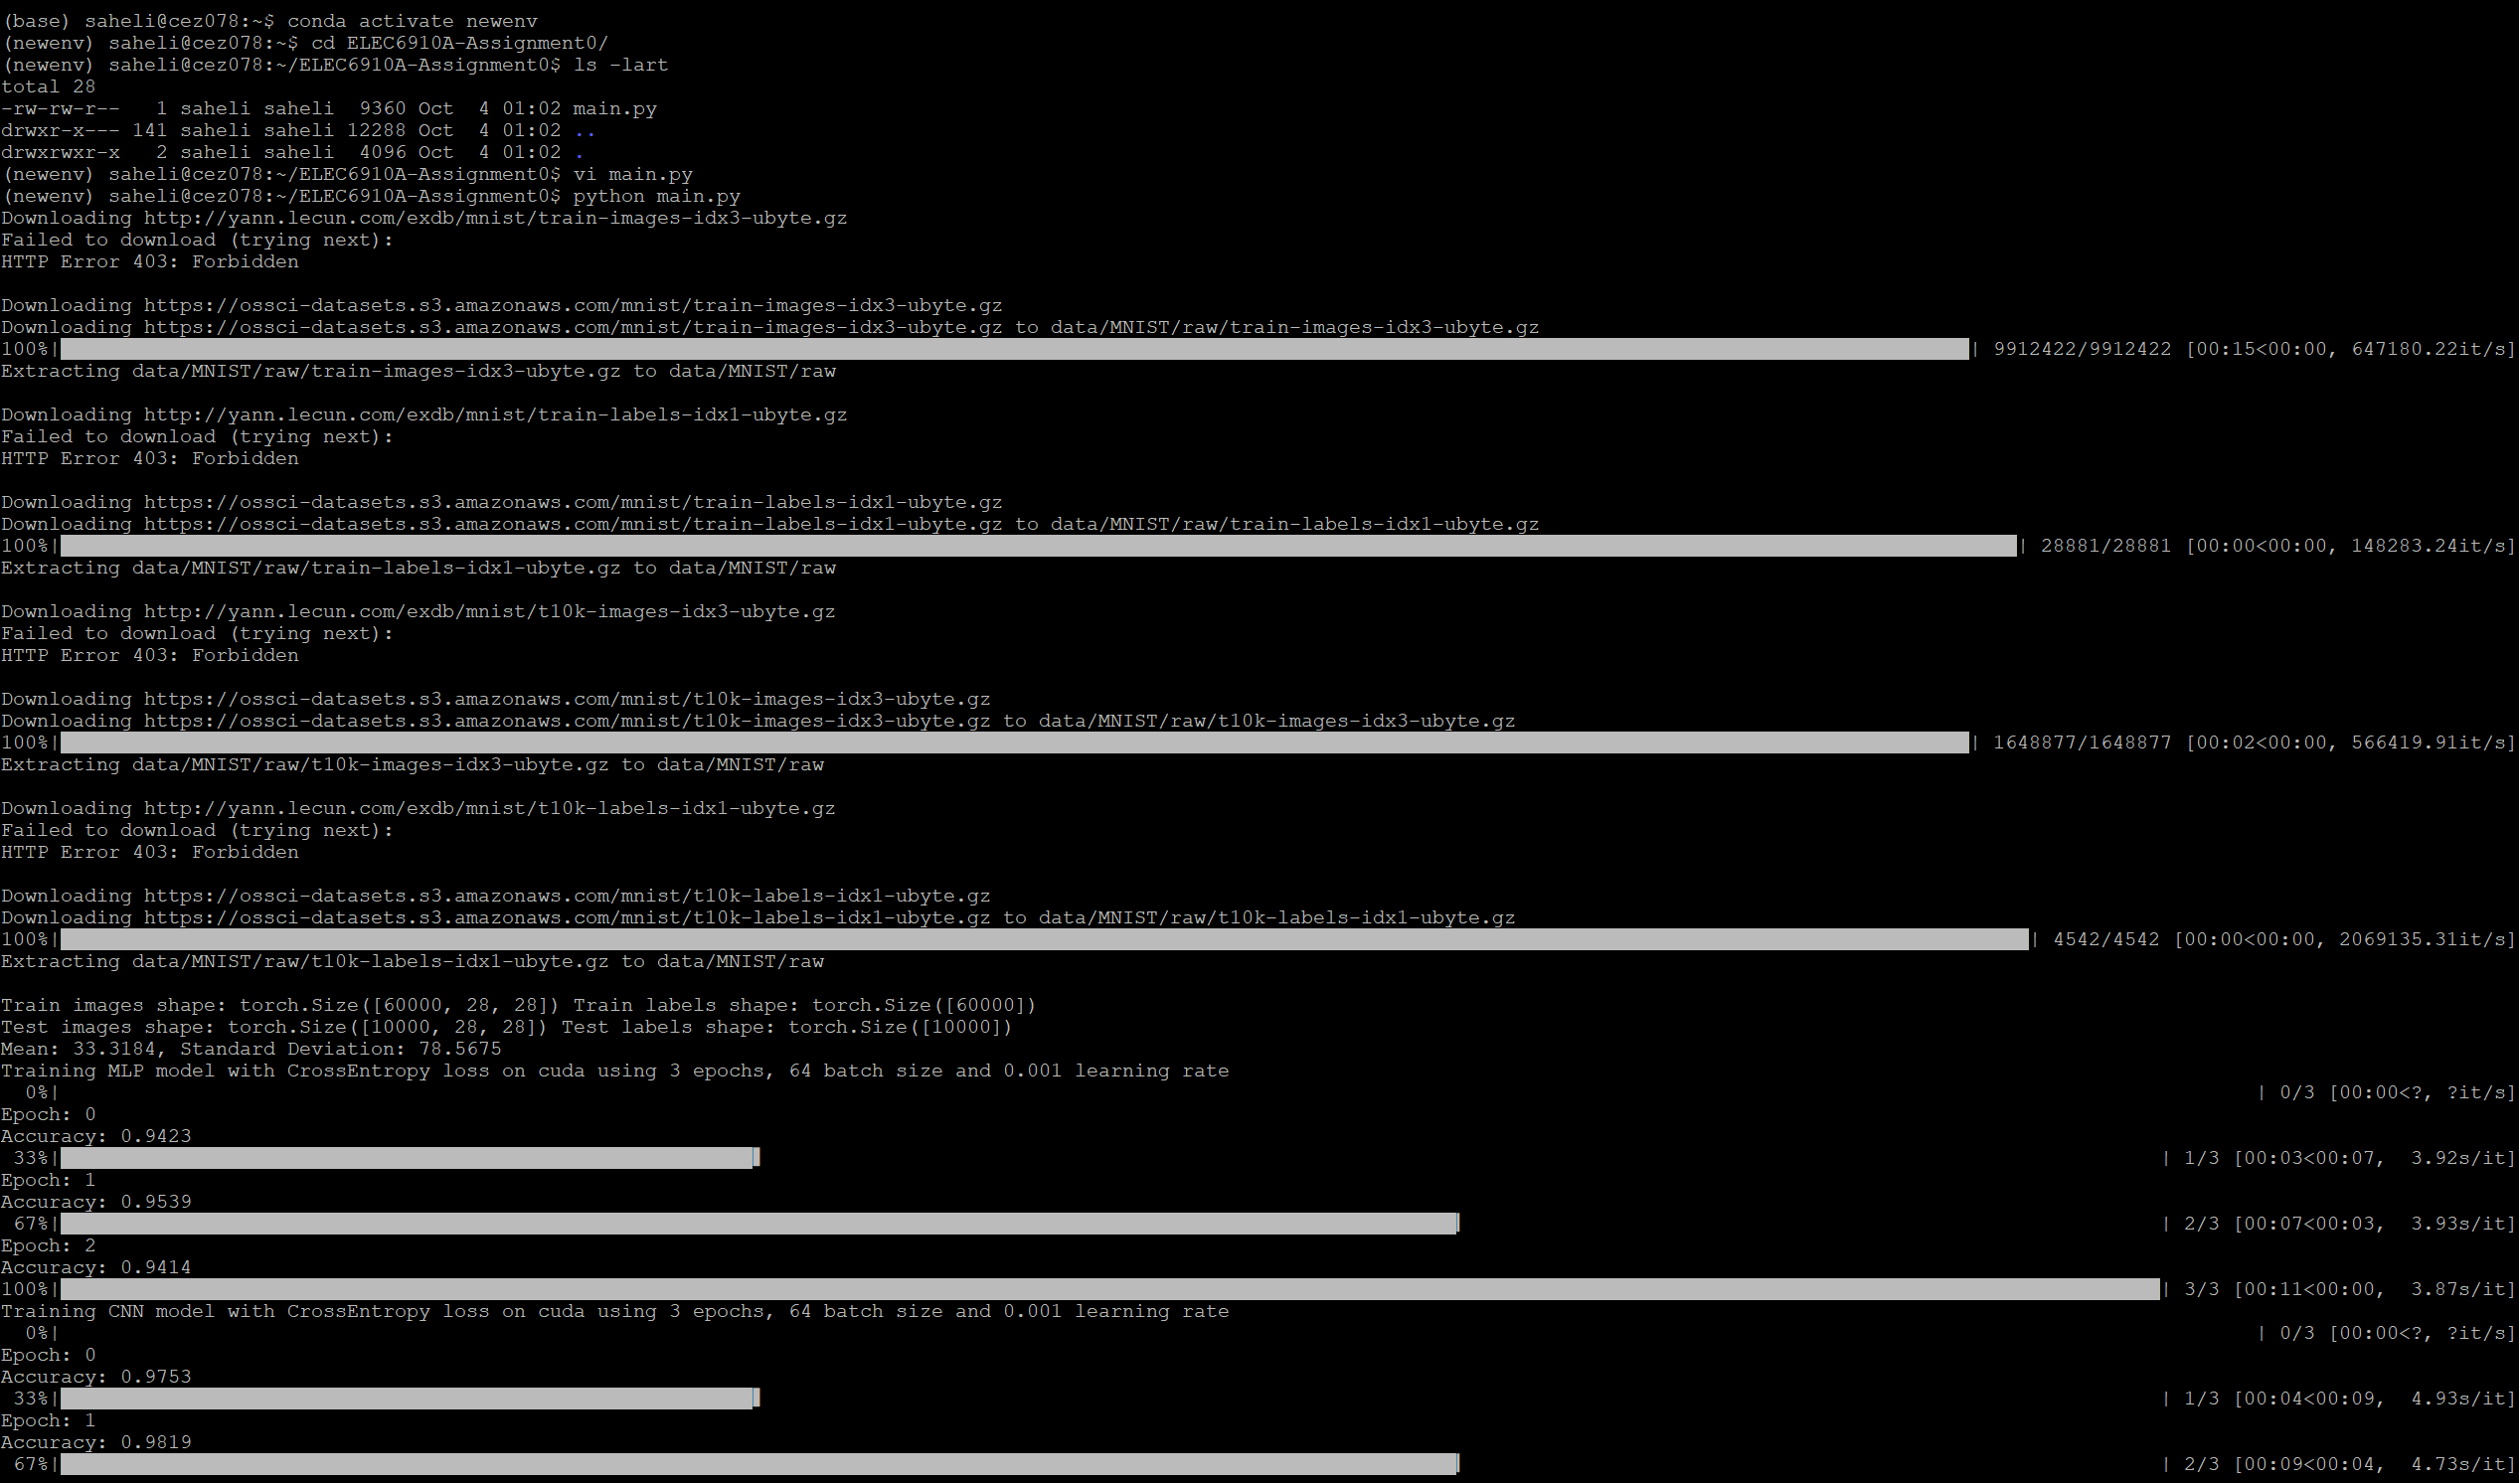 (base) saheli@cez078:~$ conda activate newenv
(newenv) saheli@cez078:~$ cd ELEC6910A-Assignment0/
(newenv) saheli@cez078:~/ELEC6910A-Assignment0$ ls -lart
total 28
-rw-rw-r--   1 saheli saheli  9360 Oct  4 01:02 main.py
drwxr-x--- 141 saheli saheli 12288 Oct  4 01:02 ..
drwxrwxr-x   2 saheli saheli  4096 Oct  4 01:02 .
(newenv) saheli@cez078:~/ELEC6910A-Assignment0$ vi main.py
(newenv) saheli@cez078:~/ELEC6910A-Assignment0$ python main.py
Downloading http://yann.lecun.com/exdb/mnist/train-images-idx3-ubyte.gz
Failed to download (trying next):
HTTP Error 403: Forbidden

Downloading https://ossci-datasets.s3.amazonaws.com/mnist/train-images-idx3-ubyte.gz
Downloading https://ossci-datasets.s3.amazonaws.com/mnist/train-images-idx3-ubyte.gz to data/MNIST/raw/train-images-idx3-ubyte.gz
100%| | 9912422/9912422 [00:15<00:00, 647180.22it/s]
Extracting data/MNIST/raw/train-images-idx3-ubyte.gz to data/MNIST/raw

Downloading http://yann.lecun.com/exdb/mnist/train-labels-idx1-ubyte.gz
Failed to download (trying next):
HTTP Error 403: Forbidden

Downloading https://ossci-datasets.s3.amazonaws.com/mnist/train-labels-idx1-ubyte.gz
Downloading https://ossci-datasets.s3.amazonaws.com/mnist/train-labels-idx1-ubyte.gz to data/MNIST/raw/train-labels-idx1-ubyte.gz
100%| | 28881/28881 [00:00<00:00, 148283.24it/s]
Extracting data/MNIST/raw/train-labels-idx1-ubyte.gz to data/MNIST/raw

Downloading http://yann.lecun.com/exdb/mnist/t10k-images-idx3-ubyte.gz
Failed to download (trying next):
HTTP Error 403: Forbidden

Downloading https://ossci-datasets.s3.amazonaws.com/mnist/t10k-images-idx3-ubyte.gz
Downloading https://ossci-datasets.s3.amazonaws.com/mnist/t10k-images-idx3-ubyte.gz to data/MNIST/raw/t10k-images-idx3-ubyte.gz
100%| | 1648877/1648877 [00:02<00:00, 566419.91it/s]
Extracting data/MNIST/raw/t10k-images-idx3-ubyte.gz to data/MNIST/raw

Downloading http://yann.lecun.com/exdb/mnist/t10k-labels-idx1-ubyte.gz
Failed to download (trying next):
HTTP Error 403: Forbidden

Downloading https://ossci-datasets.s3.amazonaws.com/mnist/t10k-labels-idx1-ubyte.gz
Downloading https://ossci-datasets.s3.amazonaws.com/mnist/t10k-labels-idx1-ubyte.gz to data/MNIST/raw/t10k-labels-idx1-ubyte.gz
100%| | 4542/4542 [00:00<00:00, 2069135.31it/s]
Extracting data/MNIST/raw/t10k-labels-idx1-ubyte.gz to data/MNIST/raw

Train images shape: torch.Size([60000, 28, 28]) Train labels shape: torch.Size([60000])
Test images shape: torch.Size([10000, 28, 28]) Test labels shape: torch.Size([10000])
Mean: 33.3184, Standard Deviation: 78.5675
Training MLP model with CrossEntropy loss on cuda using 3 epochs, 64 batch size and 0.001 learning rate
  0%| | 0/3 [00:00<?, ?it/s]
Epoch: 0
Accuracy: 0.9423
 33%| | 1/3 [00:03<00:07,  3.92s/it]
Epoch: 1
Accuracy: 0.9539
 67%| | 2/3 [00:07<00:03,  3.93s/it]
Epoch: 2
Accuracy: 0.9414
100%| | 3/3 [00:11<00:00,  3.87s/it]
Training CNN model with CrossEntropy loss on cuda using 3 epochs, 64 batch size and 0.001 learning rate
  0%| | 0/3 [00:00<?, ?it/s]
Epoch: 0
Accuracy: 0.9753
 33%| | 1/3 [00:04<00:09,  4.93s/it]
Epoch: 1
Accuracy: 0.9819
 67%| | 2/3 [00:09<00:04,  4.73s/it]